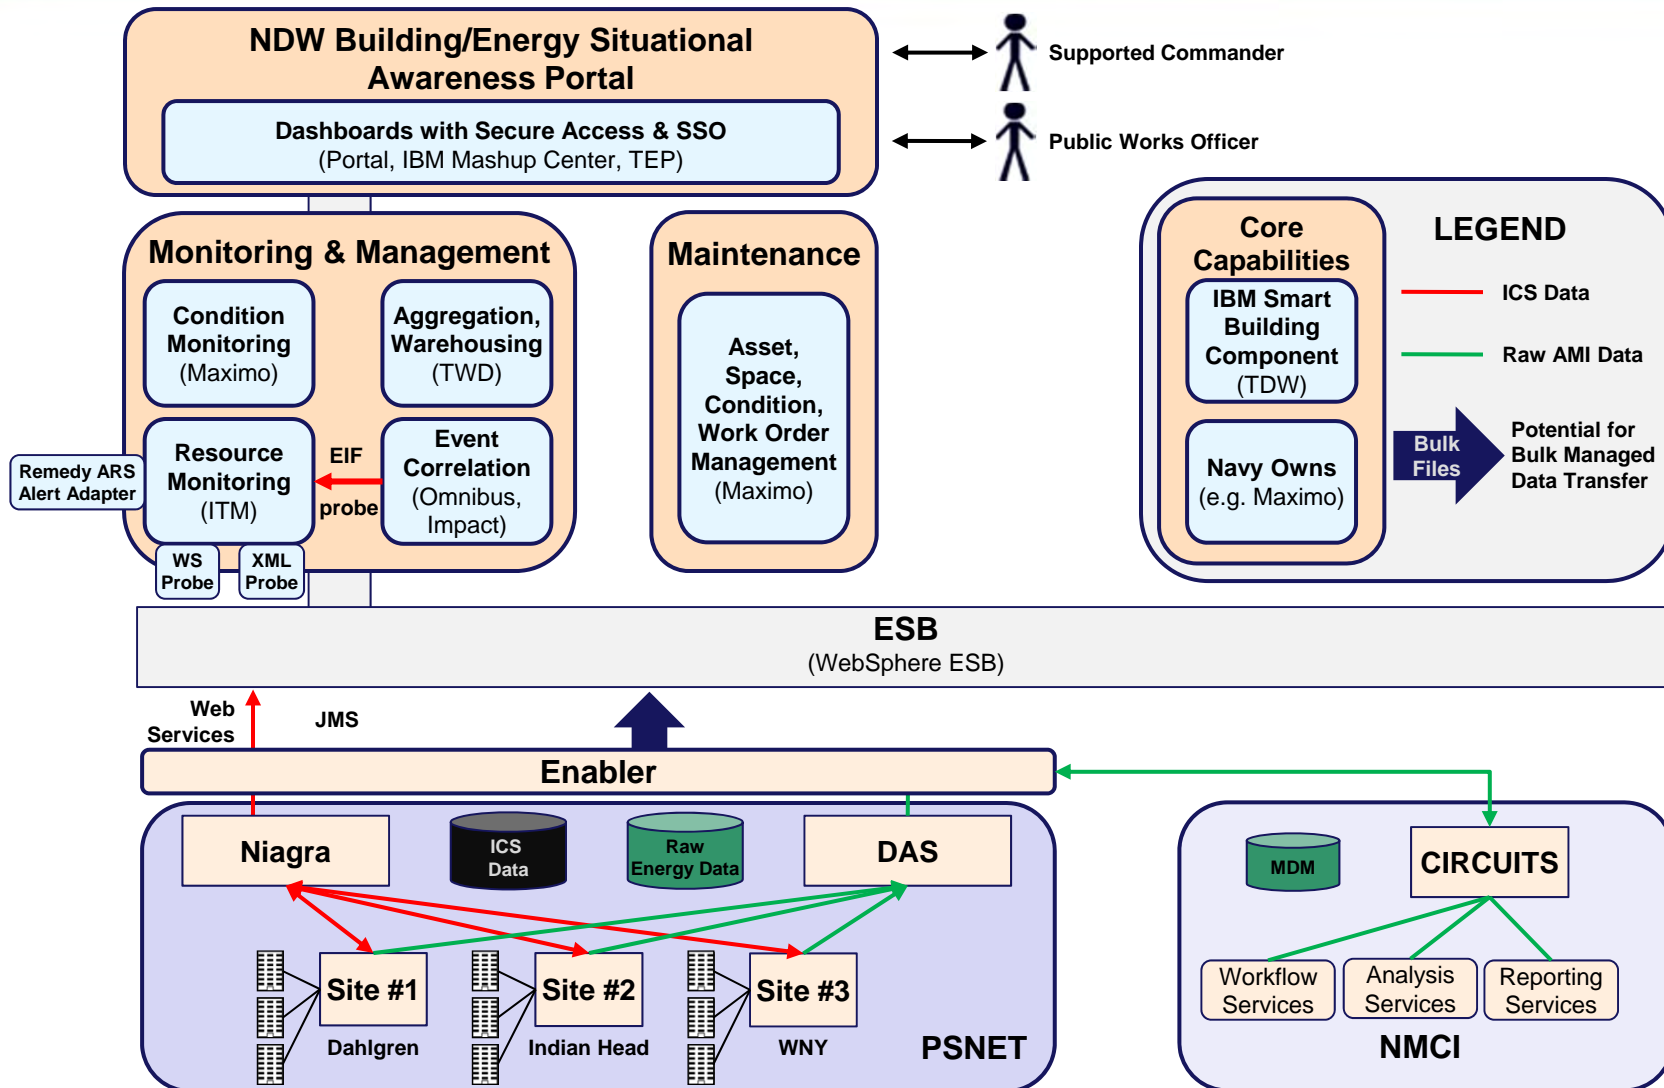 NDW Building/Energy Situational
Awareness Portal
Dashboards with Secure Access & SSO
(Portal, IBM Mashup Center, TEP)
Supported Commander
Public Works Officer
Monitoring & Management
Condition
Monitoring
(Maximo)
Aggregation,
Warehousing
(TWD)
Resource
Monitoring
(ITM)
EIF
probe
Event
Correlation
(Omnibus,
Impact)
Remedy ARS
Alert Adapter
WS
Probe
XML
Probe
Maintenance
Asset,
Space,
Condition,
Work Order
Management
(Maximo)
Core
Capabilities
IBM Smart
Building
Component
(TDW)
Navy Owns
(e.g. Maximo)
LEGEND
ICS Data
Raw AMI Data
Bulk
Files
Potential for
Bulk Managed
Data Transfer
ESB
(WebSphere ESB)
Web
Services
JMS
Enabler
Niagra
ICS
Data
Raw
Energy Data
DAS
Site #1
Site #2
Site #3
Dahlgren
Indian Head
WNY
PSNET
MDM
CIRCUITS
Workflow
Services
Analysis
Services
Reporting
Services
NMCI